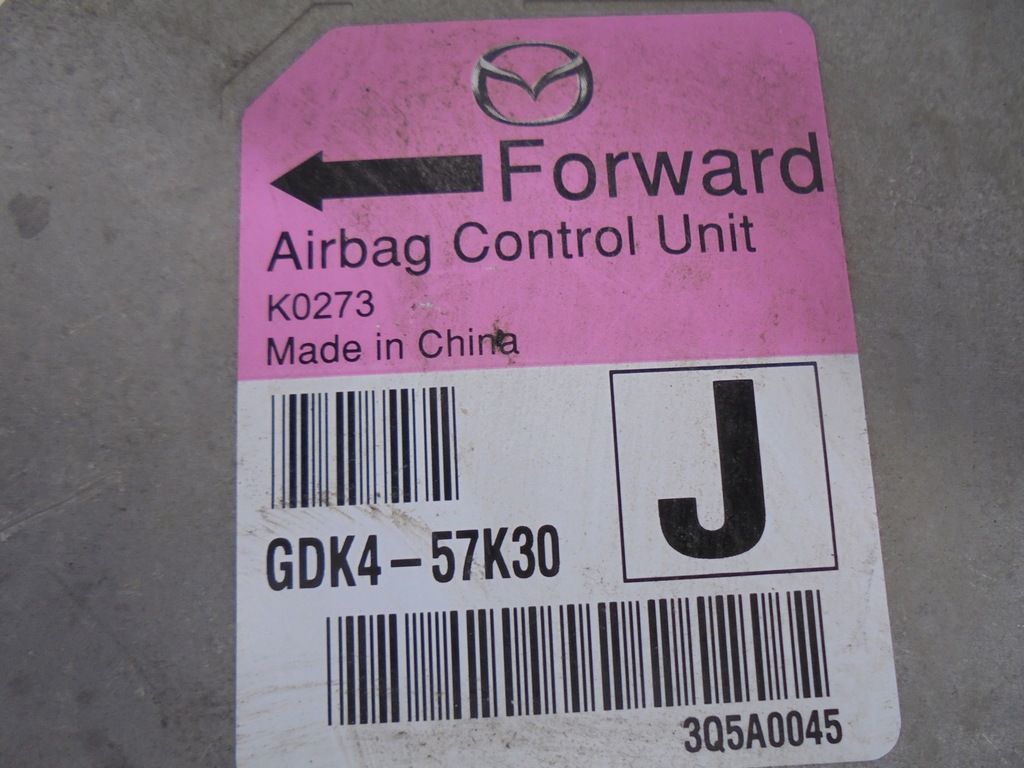 Forward
Airbag Control Unit
K0273
Made in China
J
GDK4-57K30
3Q5A0045